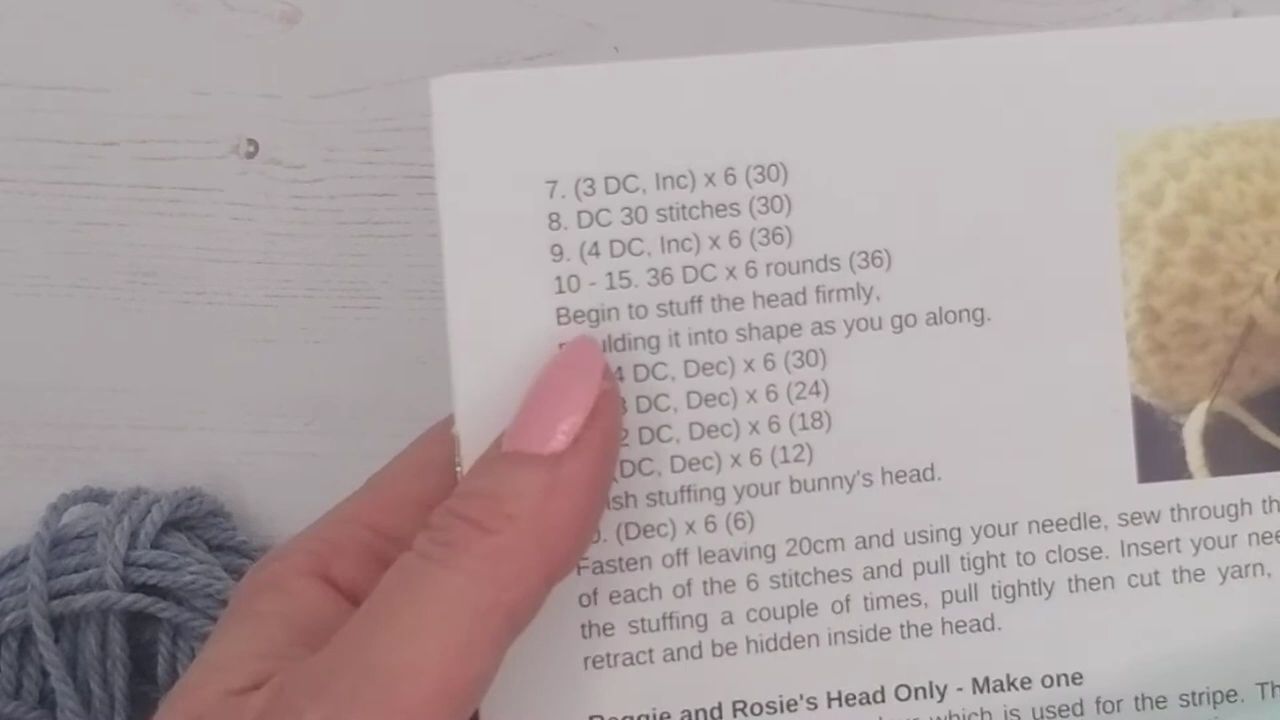 7. (3 DC, Inc) x 6 (30)
8. DC 30 stitches (30)
9. (4 DC, Inc) x 6 (36)
10 - 15. 36 DC x 6 rounds (36)
Begin to stuff the head firmly,
it into shape as you go along.
4 DC, Dec) x 6 (30)
DC, Dec) x 6 (24)
2 DC, Dec) x 6 (18)
(DC, Dec) x 6 (12)
stuffing your bunny's head.
(Dec) x 6 (6)
Fasten off leaving 20cm and using your needle, sew through
of each of the 6 stitches and pull tight to close. Insert your
the stuffing a couple of times, pull tightly then cut the yarn,
retract and be hidden inside the head.
and Rosie's Head Only - Make one
which is used for the stripe.